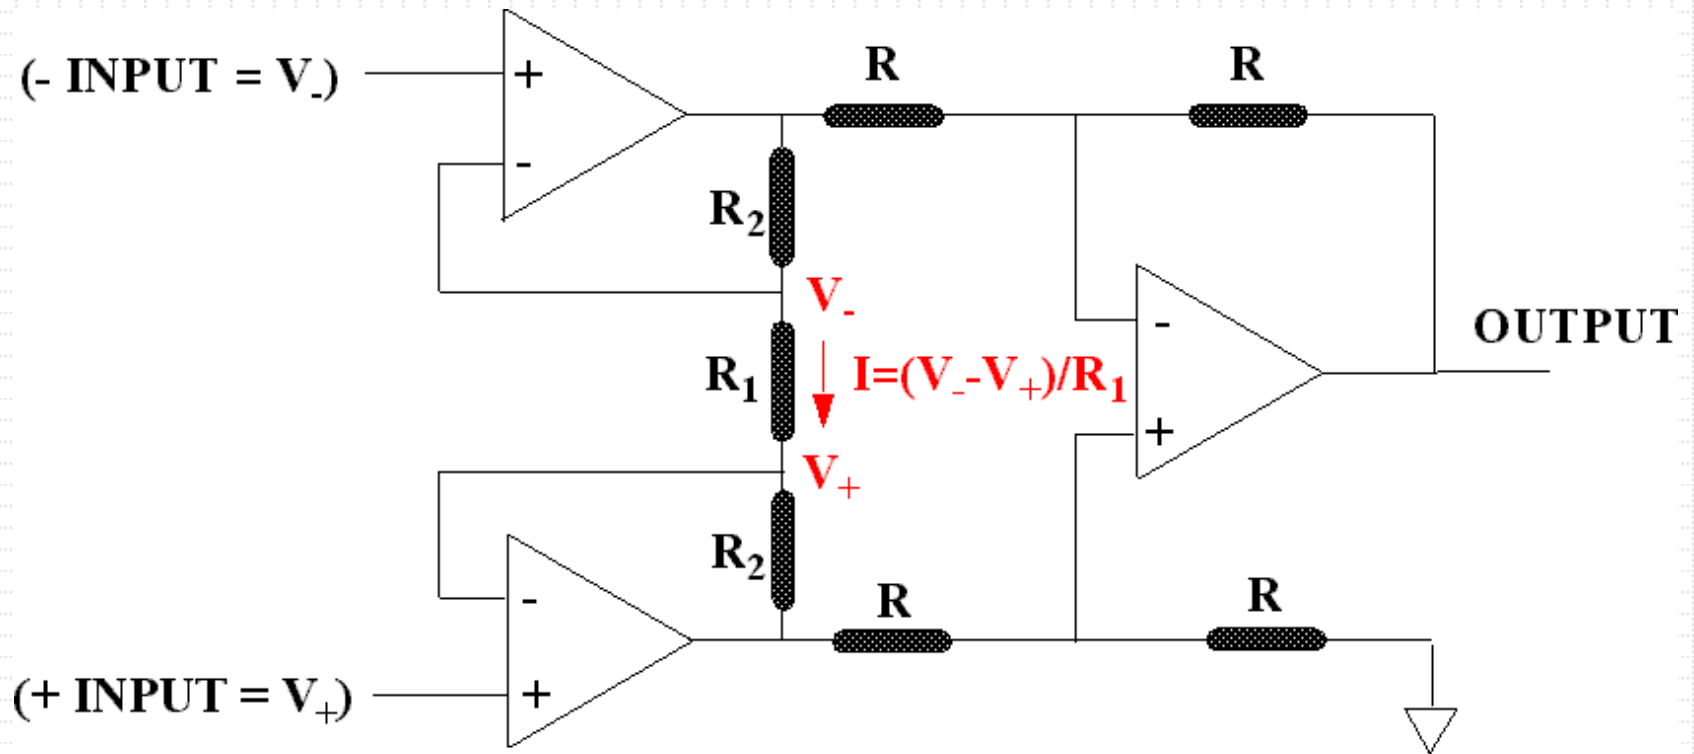 (- INPUT = V-)
+
-
R
R
R2
V-
R1
I=(V--V+)/R1
-
+
OUTPUT
V+
R2
R
R
-
+
(+ INPUT = V+)